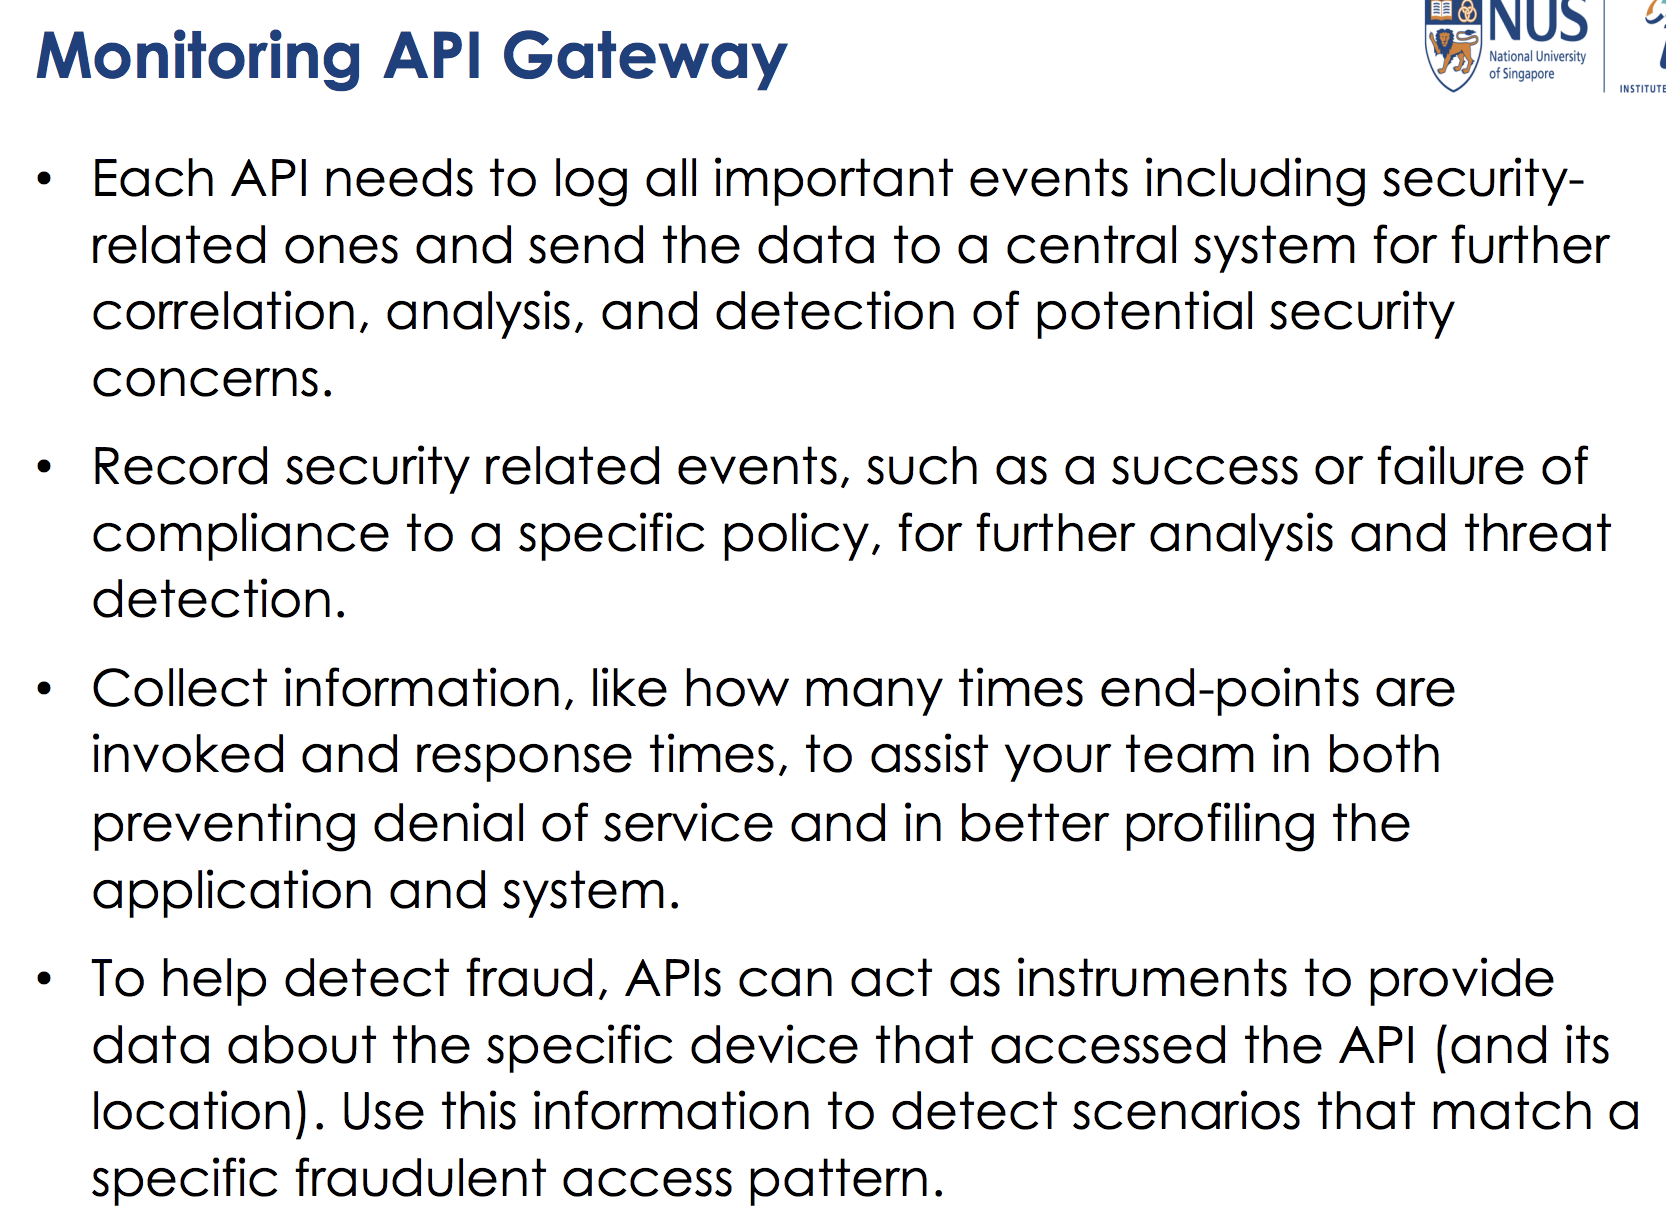 Monitoring API Gateway
NUS
National University
of Singapore
INSTITUTE
• Each API needs to log all important events including security-
related ones and send the data to a central system for further
correlation, analysis, and detection of potential security
concerns.
• Record security related events, such as a success or failure of
compliance to a specific policy, for further analysis and threat
detection.
• Collect information, like how many times end-points are
invoked and response times, to assist your team in both
preventing denial of service and in better profiling the
application and system.
• To help detect fraud, APIs can act as instruments to provide
data about the specific device that accessed the API (and its
location). Use this information to detect scenarios that match a
specific fraudulent access pattern.